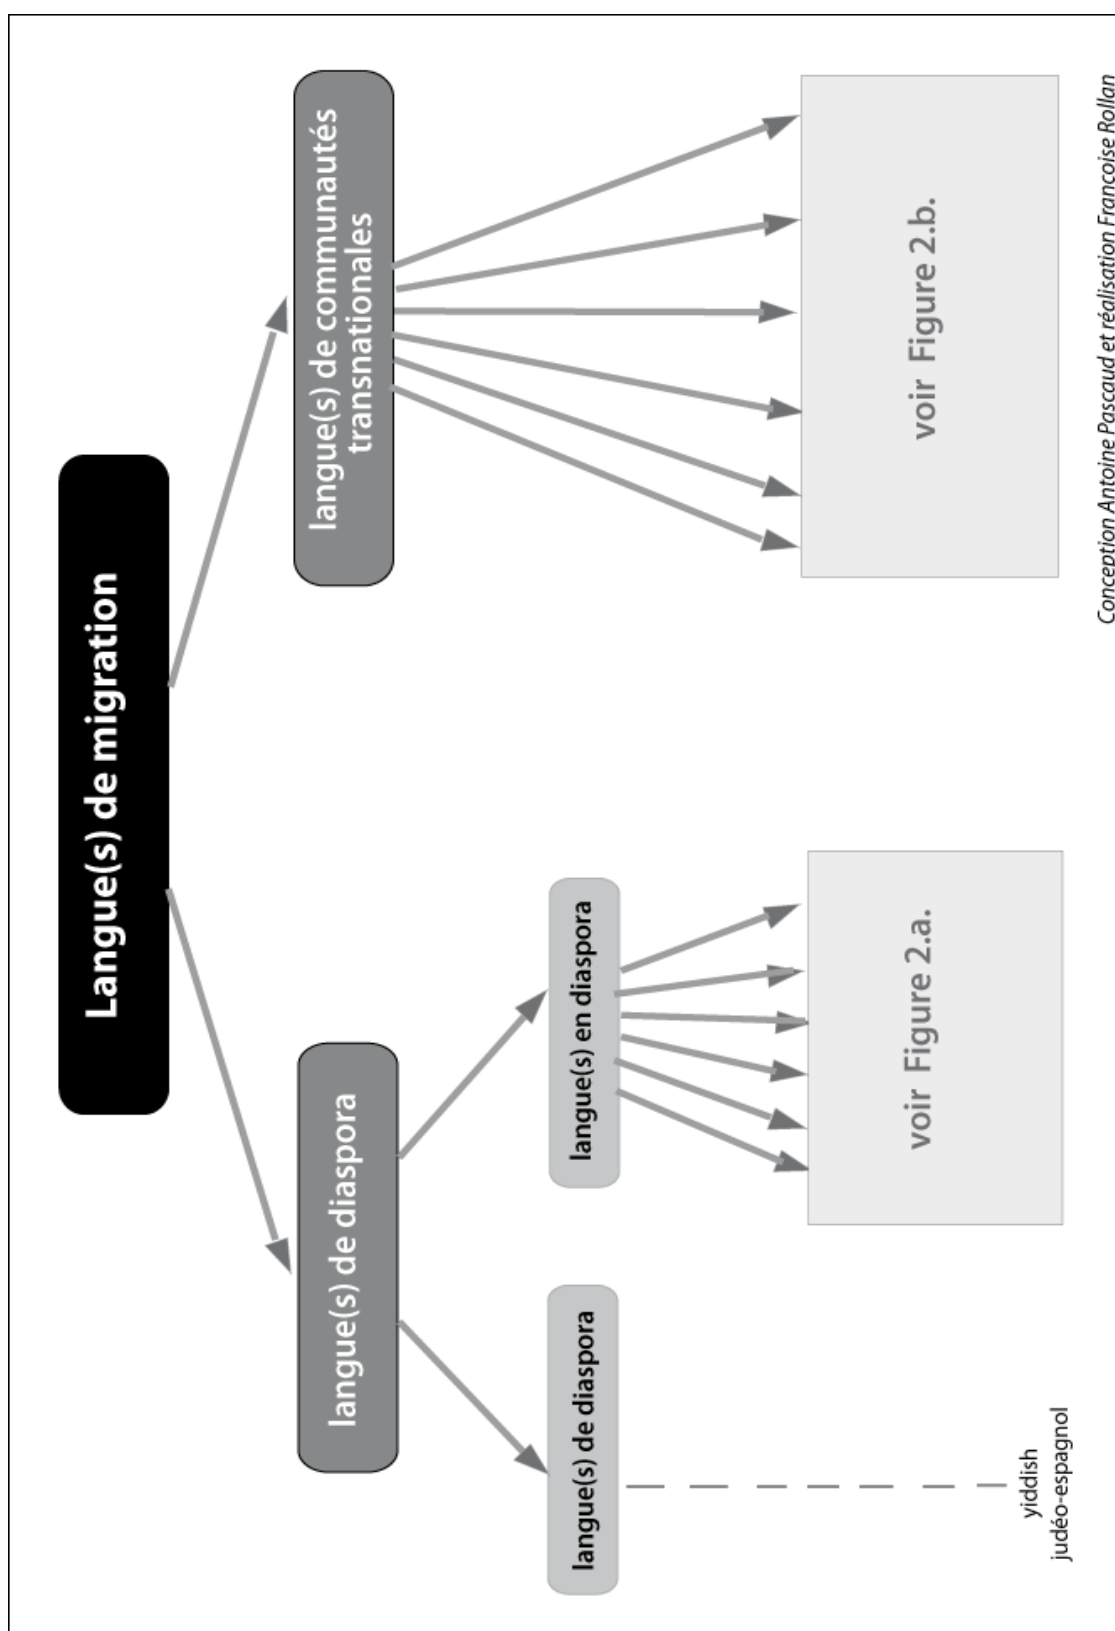 Langue(s) de migration
langue(s) de diaspora
langue(s) de communautés
transnationales
langue(s) de diaspora
langue(s) en diaspora
yiddish
judéo-espagnol
voir Figure 2.a.
voir Figure 2.b.
Conception Antoine Pascaud et réalisation Francoise Rollan